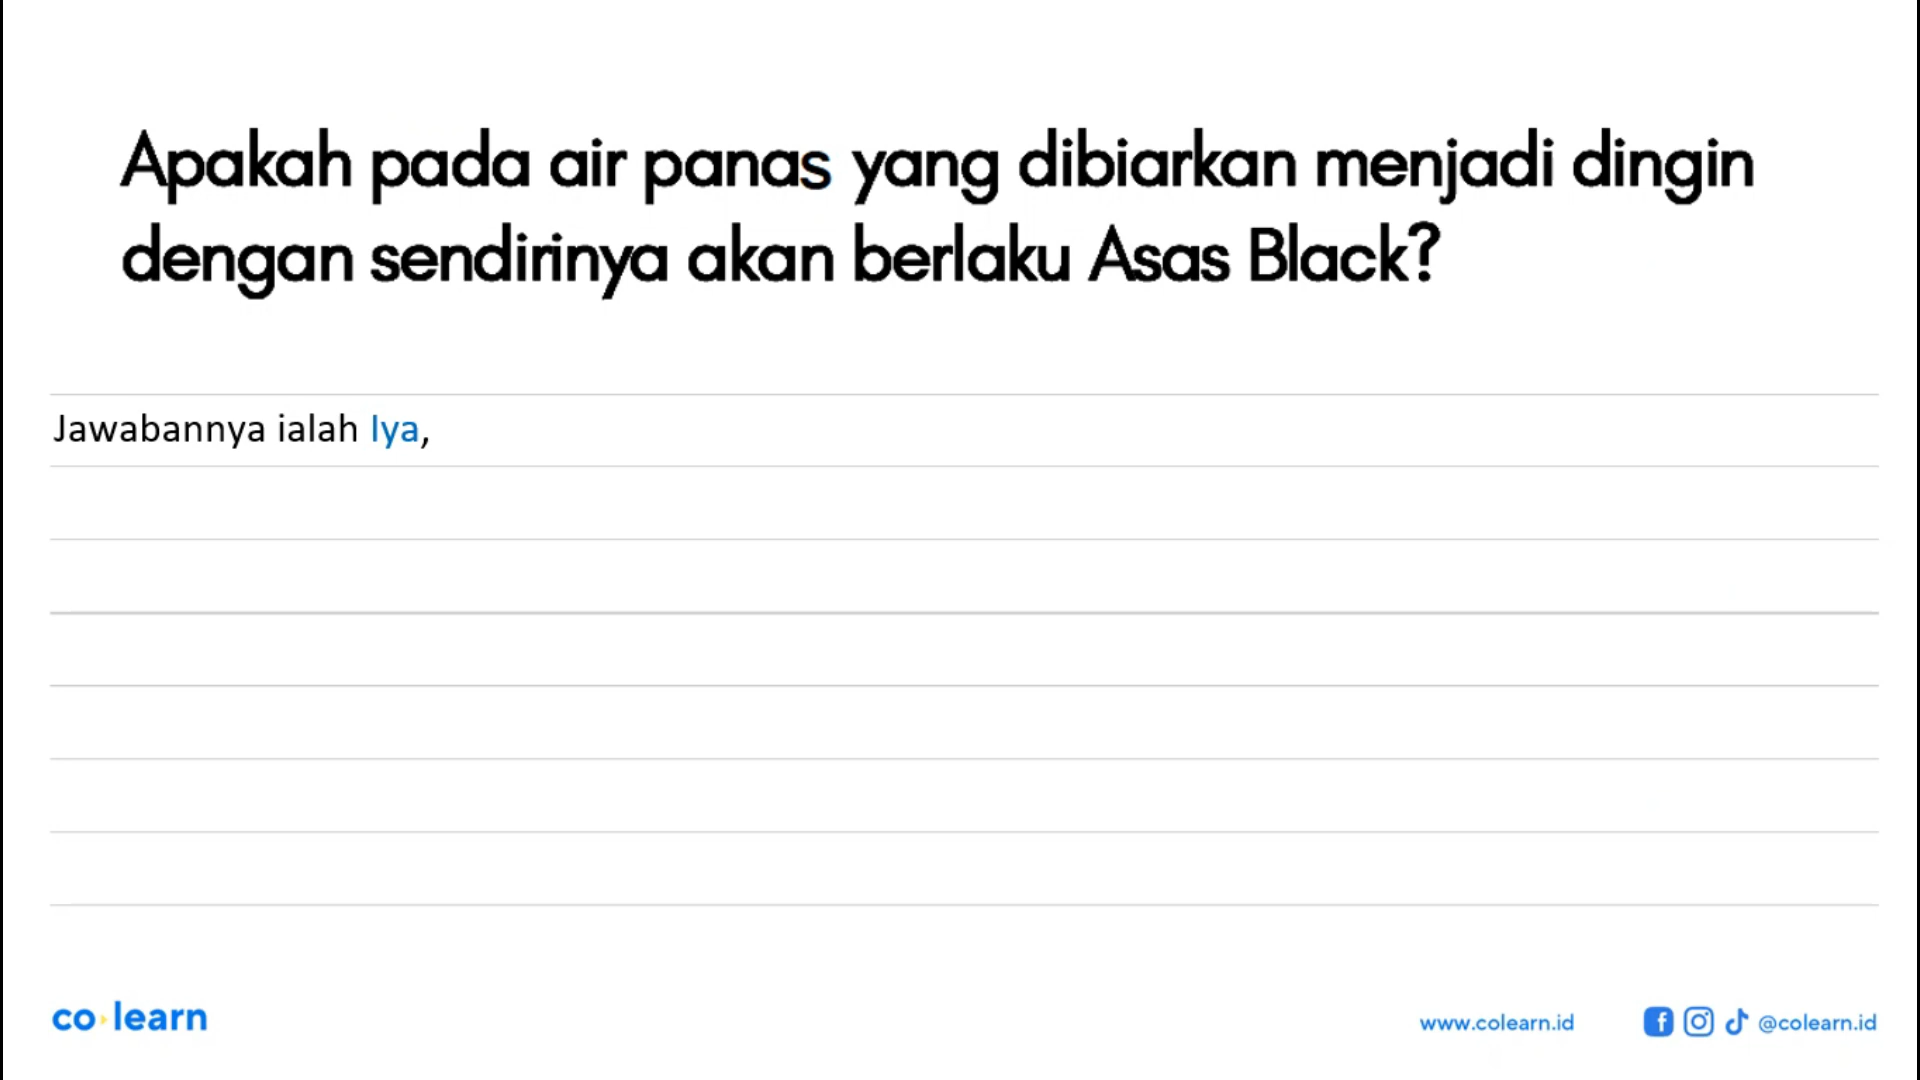 Apakah pada air panas yang dibiarkan menjadi dingin
dengan sendirinya akan berlaku Asas Black?
Jawabannya ialah Iya,
co learn
www.colearn.id
@colearn.id